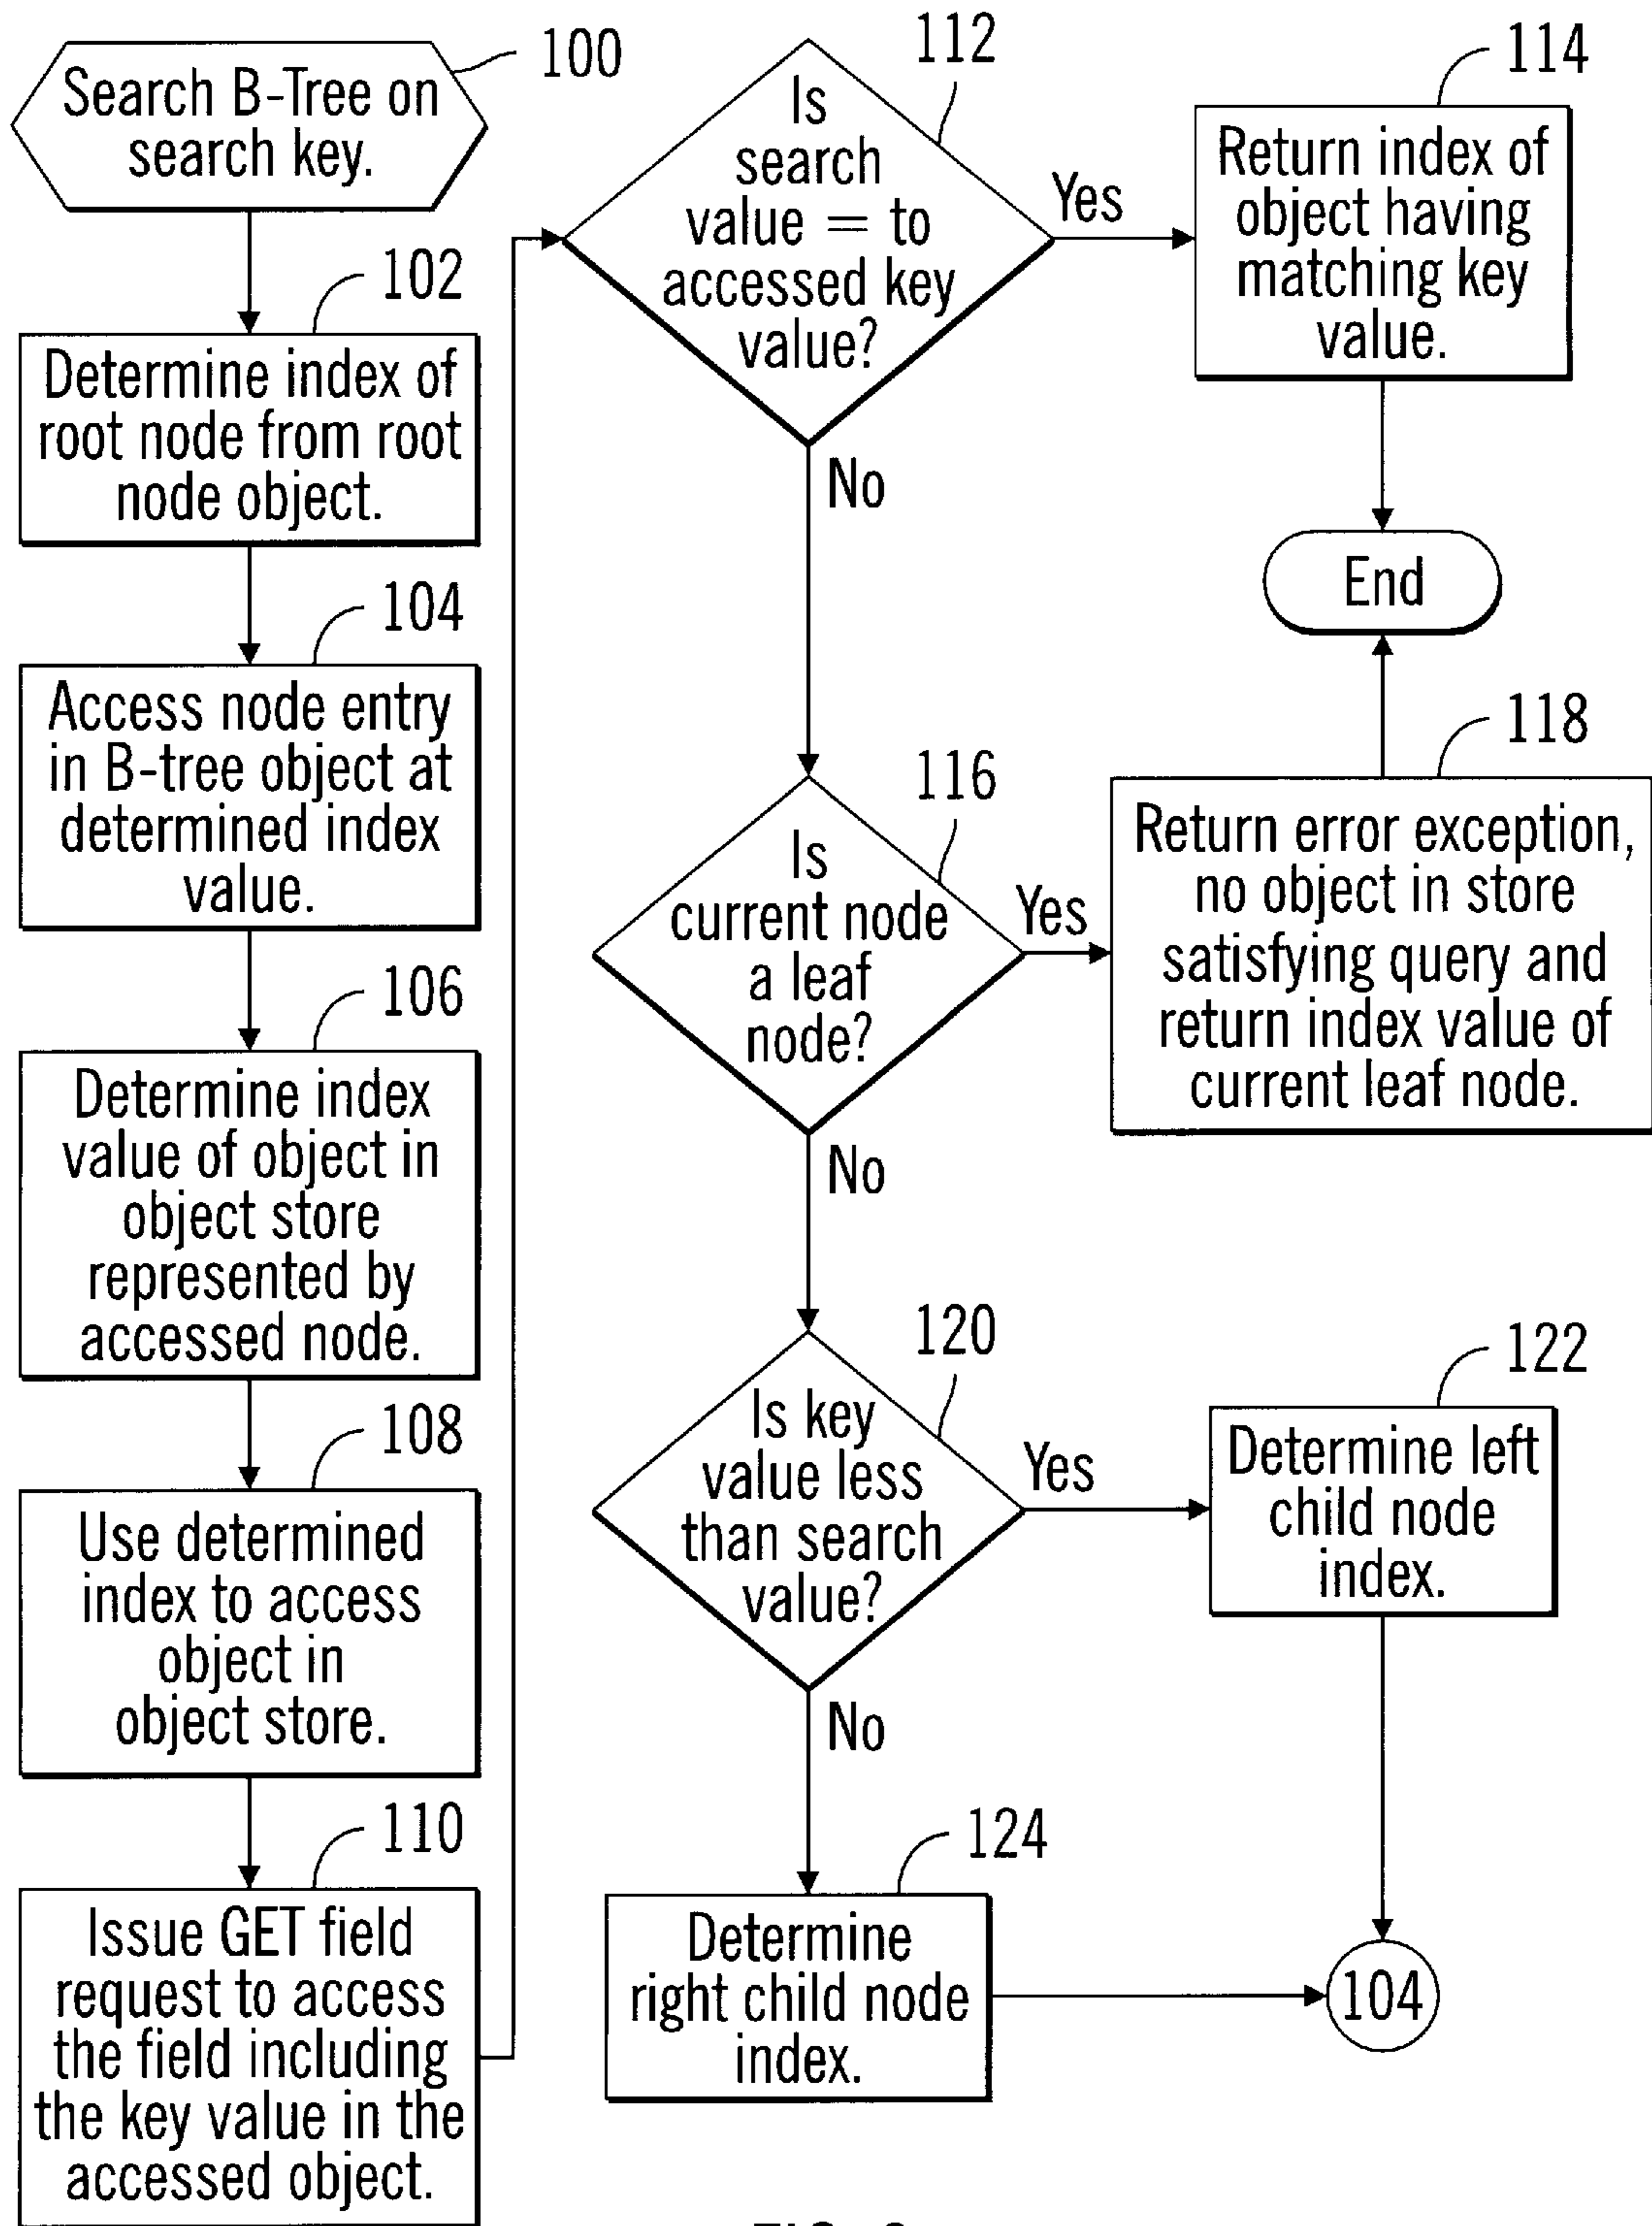 100
Search B-Tree on
search key.
102
Determine index of
root node from root
node object.
104
Access node entry
in B-tree object at
determined index
value.
106
Determine index
value of object in
object store
represented by
accessed node.
108
Use determined
index to access
object in
object store.
110
Issue GET field
request to access
the field including
the key value in the
accessed object.
112
Is
search
value = to
accessed key
value?
Yes
No
114
Return index of
object having
matching key
value.
End
116
Is
current node
a leaf
node?
Yes
No
118
Return error exception,
no object in store
satisfying query and
return index value of
current leaf node.
120
Is key
value less
than search
value?
Yes
No
122
Determine left
child node
index.
124
Determine
right child node
index.
104